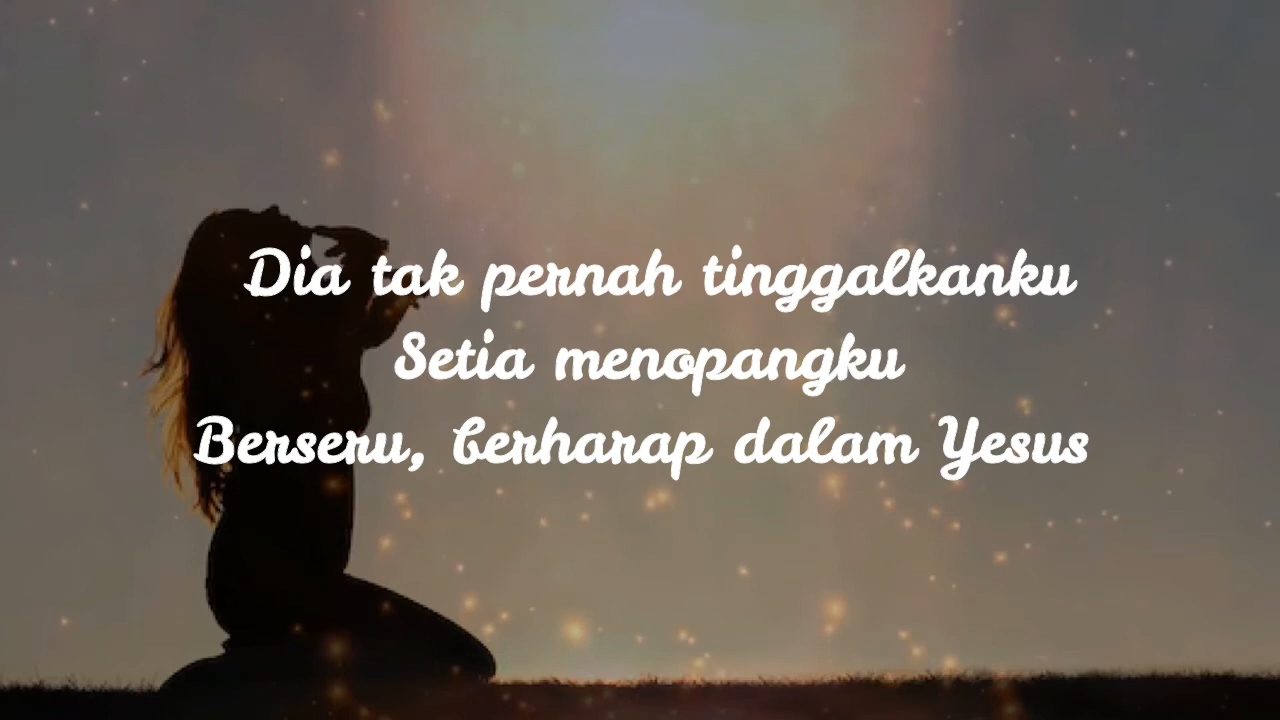 Dia tak pernah tinggalkanku
Setia menopangku
Berseru, berharap dalam Yesus